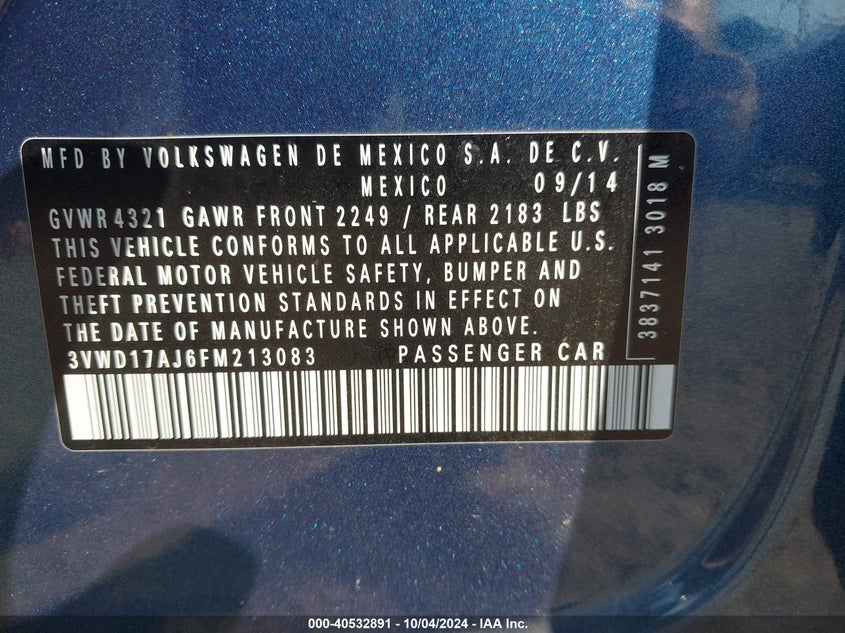 MFD BY VOLKSWAGEN DE MEXICO S.A. DE C.V.
MEXICO 09/14
GVWR 4321 GAWR FRONT 2249 / REAR 2183 LBS
THIS VEHICLE CONFORMS TO ALL APPLICABLE U.S.
FEDERAL MOTOR VEHICLE SAFETY, BUMPER AND
THEFT PREVENTION STANDARDS IN EFFECT ON
THE DATE OF MANUFACTURE SHOWN ABOVE.
3VWD17AJ6FM213083 PASSENGER CAR
3837141 3018 M
000-40532891 - 10/04/2024 - IAA Inc.